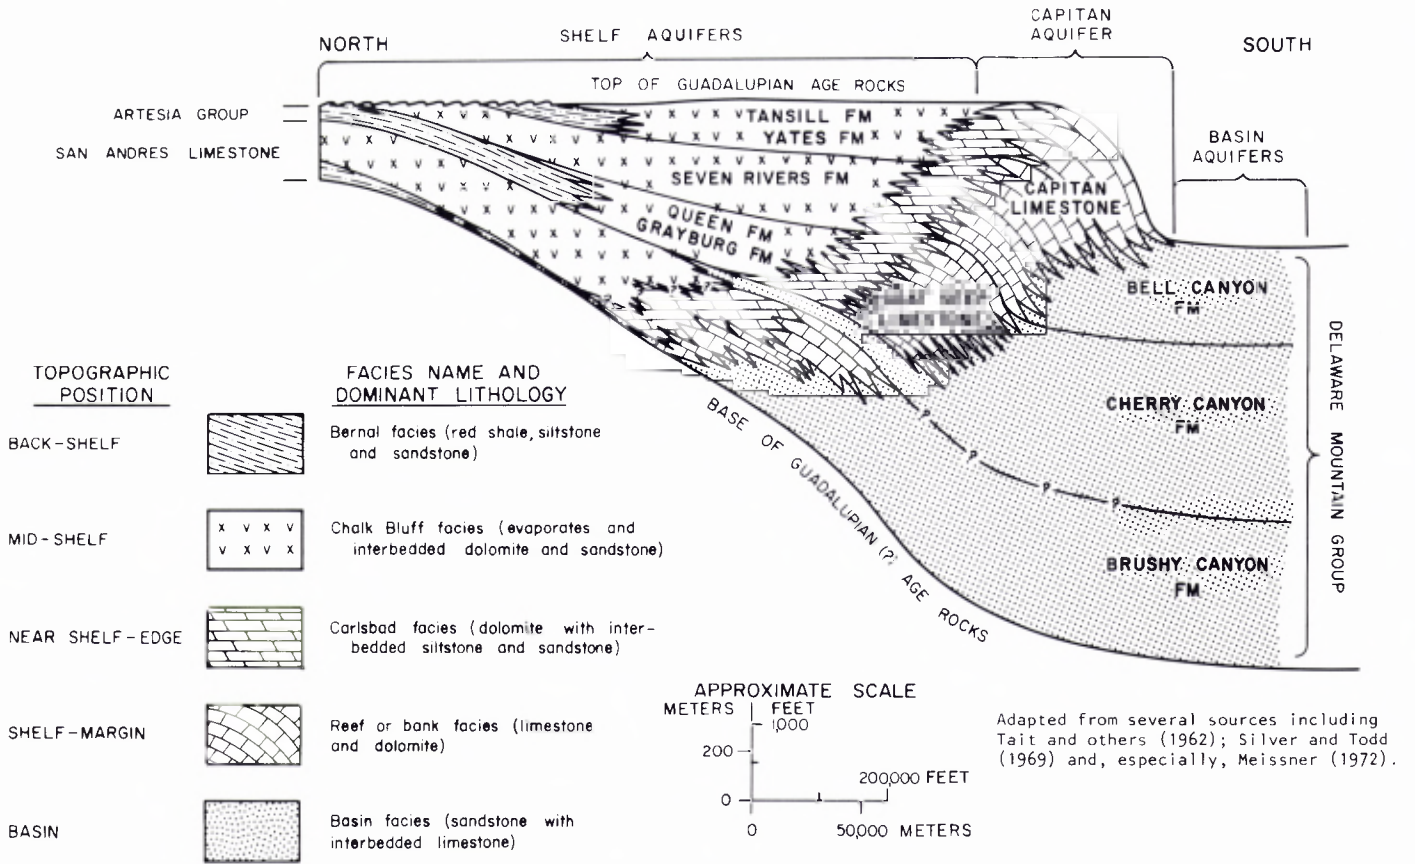 NORTH
SHELF AQUIFERS
CAPITAN
AQUIFER
SOUTH
TOP OF GUADALUPIAN AGE ROCKS
ARTESIA GROUP
SAN ANDRES LIMESTONE
BASIN
AQUIFERS
TANSILL FM
YATES FM
SEVEN RIVERS FM
QUEEN FM
GRAYBURG FM
CAPITAN
LIMESTONE
BELL CANYON
FM
CHERRY CANYON
FM
BRUSHY CANYON
FM
DELAWARE MOUNTAIN GROUP
BASE OF GUADALUPIAN (?) AGE ROCKS
? ? ? ?
TOPOGRAPHIC
POSITION
FACIES NAME AND
DOMINANT LITHOLOGY
BACK-SHELF
Bernal facies (red shale, siltstone
and sandstone)
MID-SHELF
x v x v
v x v x
Chalk Bluff facies (evaporates and
interbedded dolomite and sandstone)
NEAR SHELF-EDGE
Carlsbad facies (dolomite with inter-
bedded siltstone and sandstone)
SHELF-MARGIN
Reef or bank facies (limestone
and dolomite)
BASIN
Basin facies (sandstone with
interbedded limestone)
APPROXIMATE SCALE
METERS FEET
1,000
200
200,000 FEET
0
0 50,000 METERS
Adapted from several sources including
Tait and others (1962); Silver and Todd
(1969) and, especially, Meissner (1972).